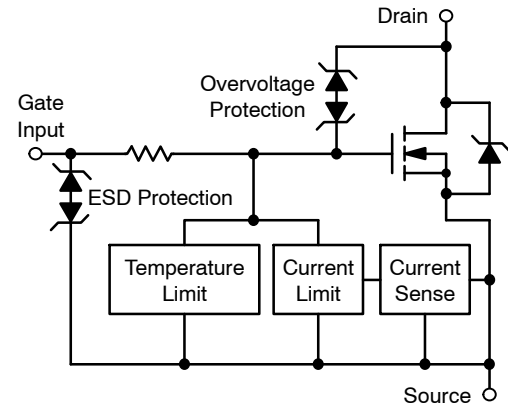 Drain
Overvoltage
Protection
Gate
Input
ESD Protection
Temperature
Limit
Current
Limit
Current
Sense
Source